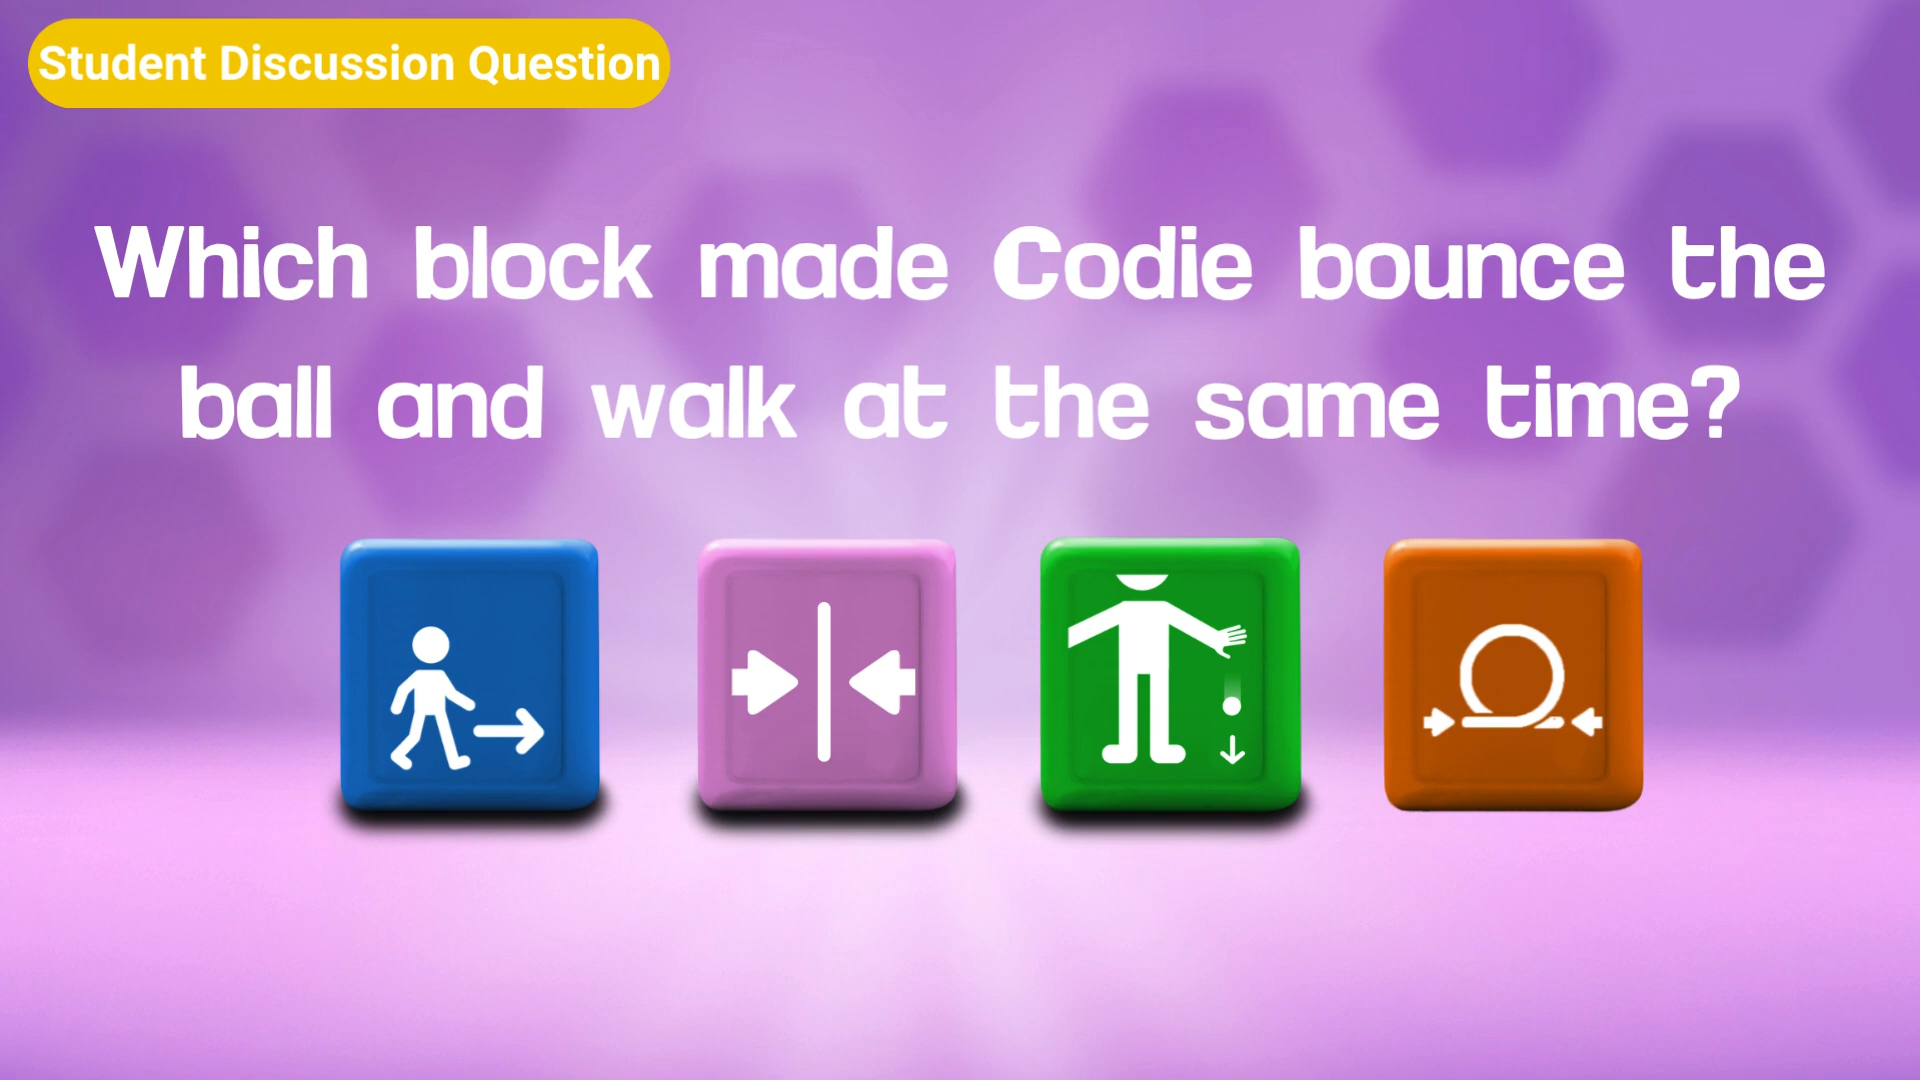 Student Discussion Question
Which block made Codie bounce the
ball and walk at the same time?